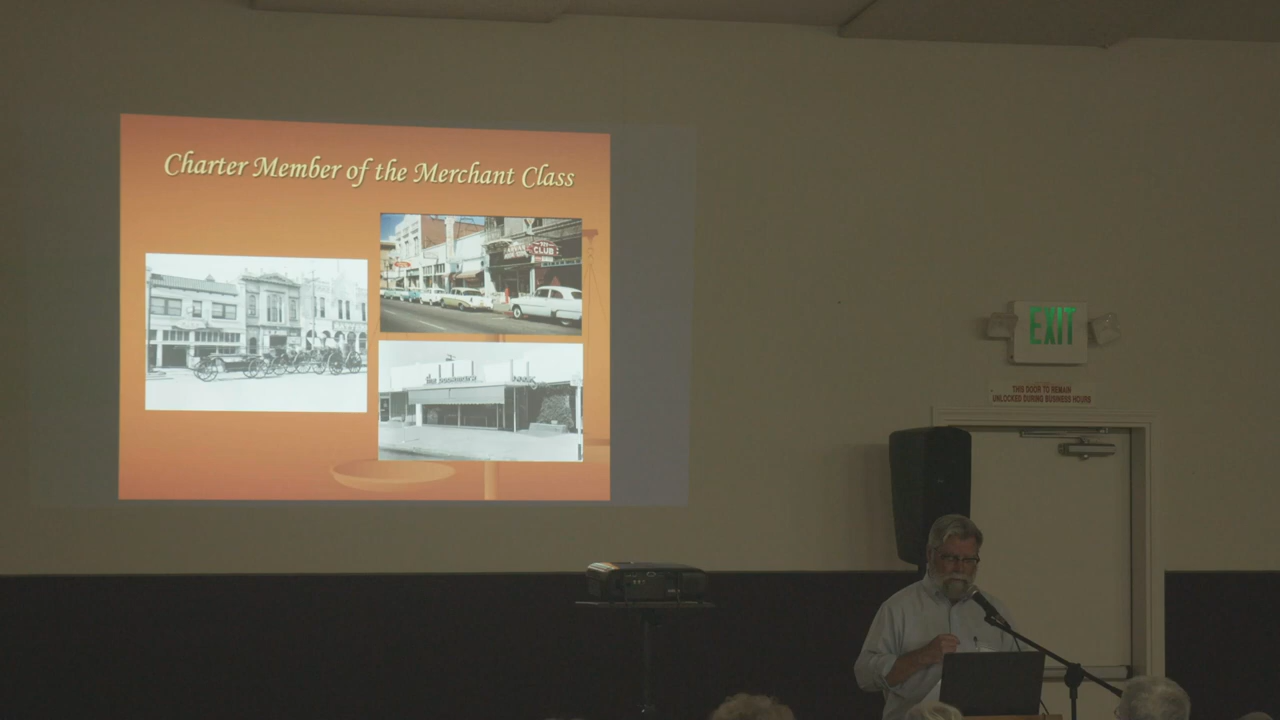 Charter Member of the Merchant Class
CLUB
EXIT
THIS DOOR TO REMAIN
UNLOCKED DURING BUSINESS HOURS